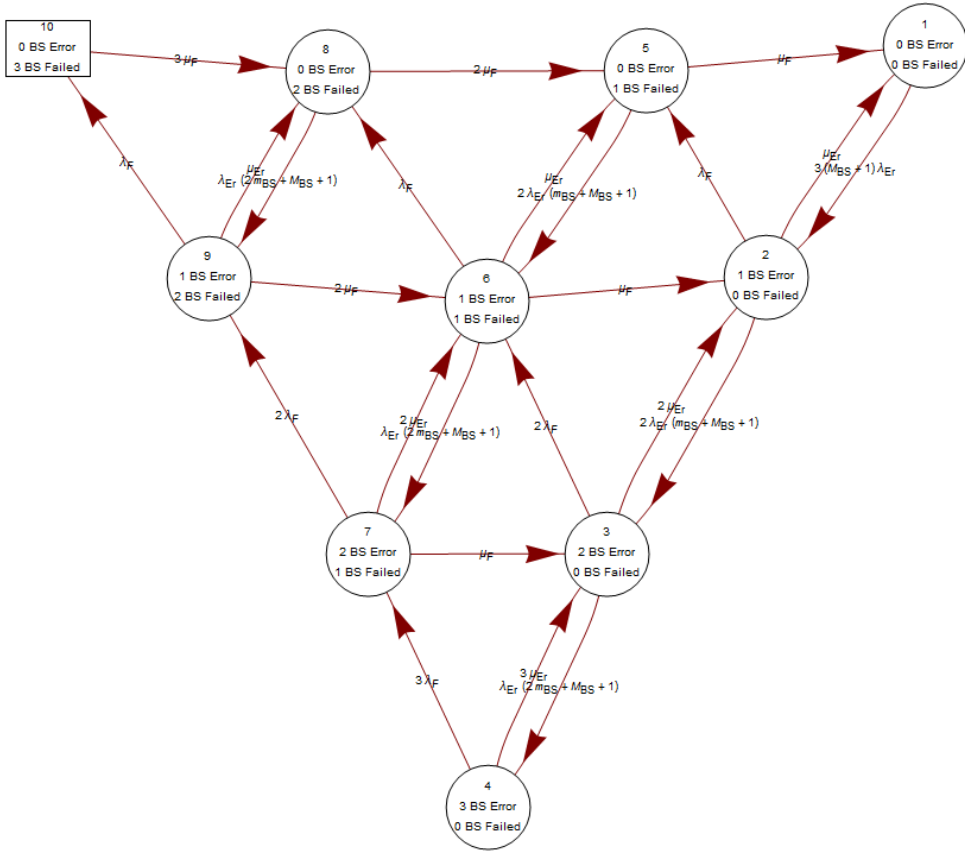 10
0 BS Error
3 BS Failed
3 μF
8
0 BS Error
2 BS Failed
2 μF
5
0 BS Error
1 BS Failed
μF
1
0 BS Error
0 BS Failed
λF
μEr
λEr (2 mBS + MBS + 1)
λF
μEr
2 λEr (mBS + MBS + 1)
λF
μEr
3 (MBS + 1) λEr
9
1 BS Error
2 BS Failed
2 μF
6
1 BS Error
1 BS Failed
μF
2
1 BS Error
0 BS Failed
2 λF
2 μEr
λEr (2 mBS + MBS + 1)
2 λF
2 μEr
2 λEr (mBS + MBS + 1)
7
2 BS Error
1 BS Failed
μF
3
2 BS Error
0 BS Failed
3 λF
3 μEr
λEr (2 mBS + MBS + 1)
4
3 BS Error
0 BS Failed